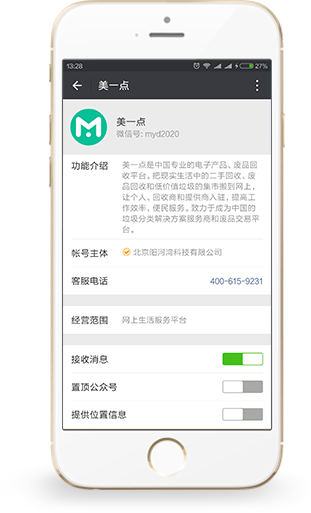 13:28
27%
美一点
美一点
微信号: myd2020
功能介绍
美一点是中国专业的电子产品、废品回
收平台。把现实生活中的二手回收、废
品回收和低价值垃圾的集市搬到网上，
让个人、回收商和提供商入驻，提高工
作效率，便民服务。致力于成为中国的
垃圾分类解决方案服务商和废品交易平
台。
帐号主体
北京昭河湾科技有限公司
客服电话
400-615-9231
经营范围
网上生活服务平台
接收消息
置顶公众号
提供位置信息